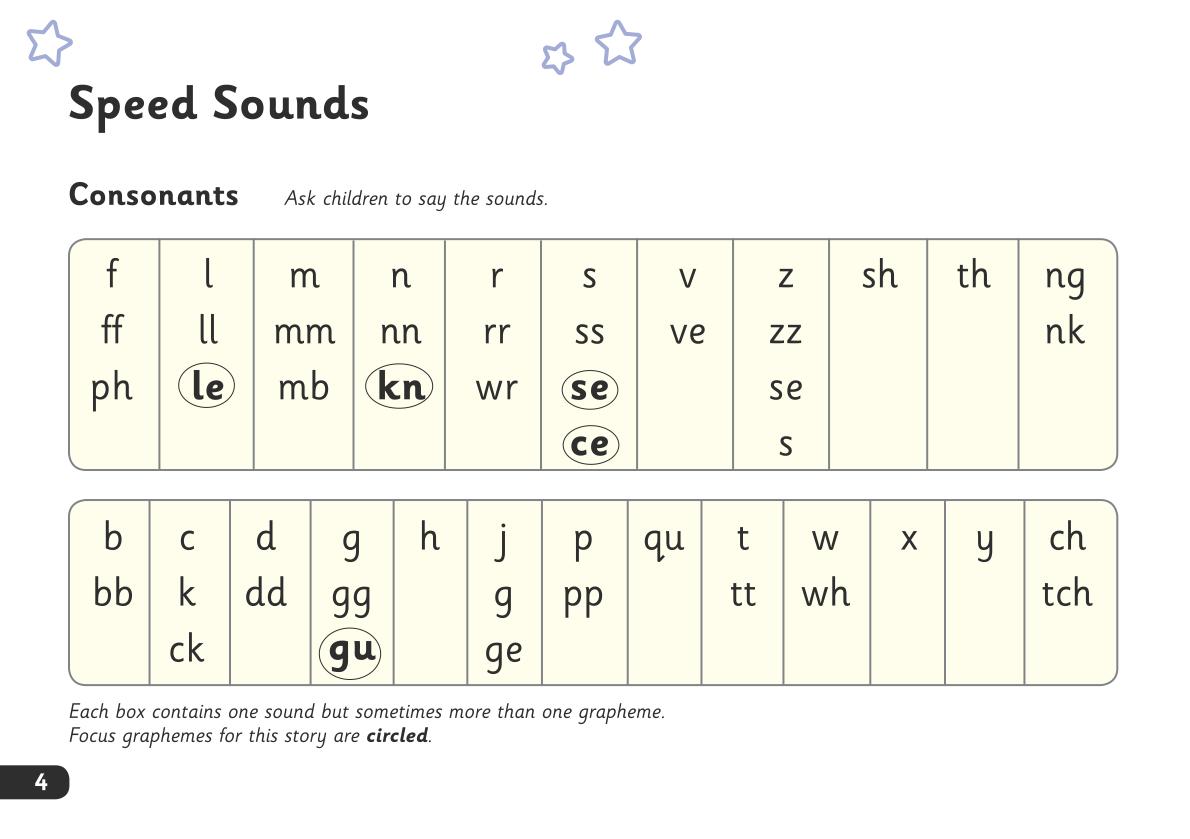 Speed Sounds
Consonants Ask children to say the sounds.
f l m n r s v z sh th ng
ff ll mm nn rr ss ve zz nk
ph le mb kn wr se se
ce s
b c d g h j p qu t w x y ch
bb k dd gg g pp tt wh tch
ck gu ge
Each box contains one sound but sometimes more than one grapheme.
Focus graphemes for this story are circled.
4